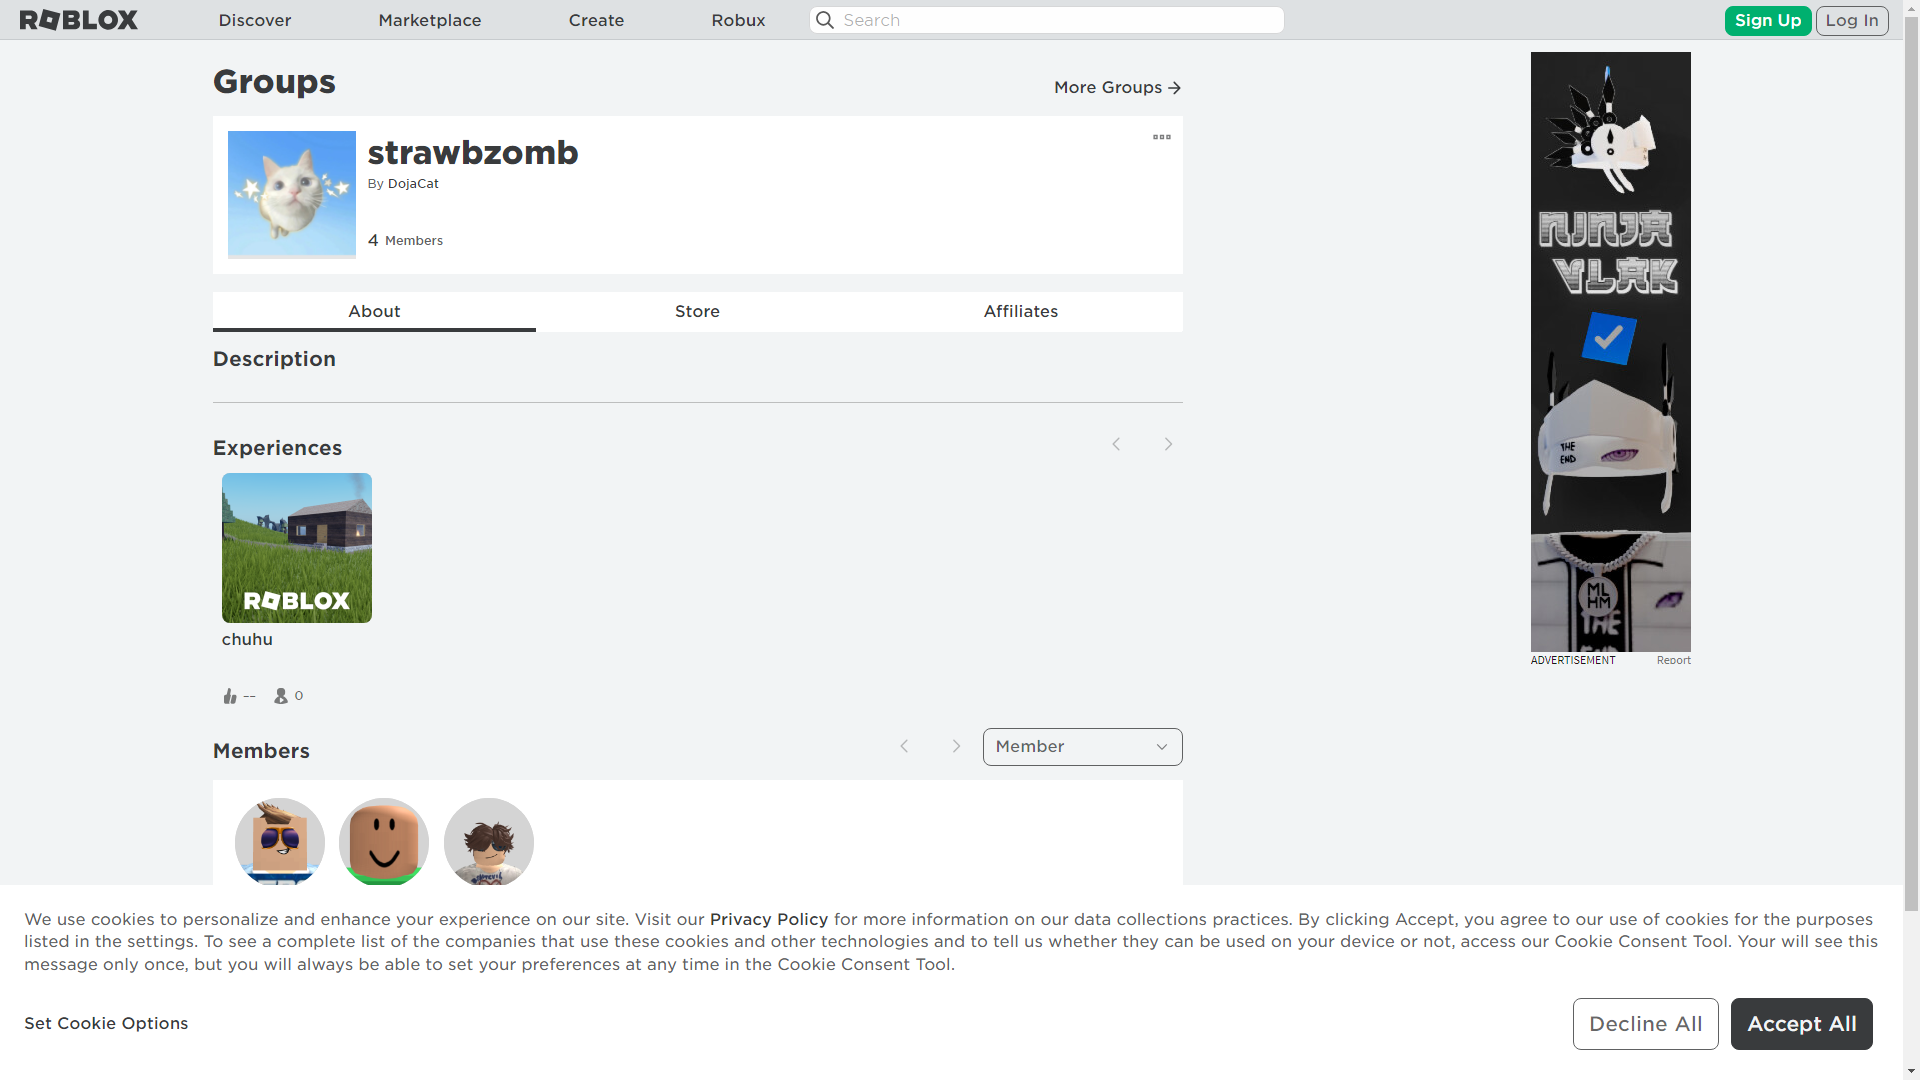 ROBLOX
Discover
Marketplace
Create
Robux
Search
Sign Up
Log In
Groups
More Groups
strawbzomb
By DojaCat
4 Members
About
Store
Affiliates
Description
Experiences
ROBLOX
chuhu
--
0
Members
Member
NJNJA
VLAK
THE
END
ML
HM
THE
ADVERTISEMENT
Report
We use cookies to personalize and enhance your experience on our site. Visit our Privacy Policy for more information on our data collections practices. By clicking Accept, you agree to our use of cookies for the purposes
listed in the settings. To see a complete list of the companies that use these cookies and other technologies and to tell us whether they can be used on your device or not, access our Cookie Consent Tool. Your will see this
message only once, but you will always be able to set your preferences at any time in the Cookie Consent Tool.
Set Cookie Options
Decline All
Accept All